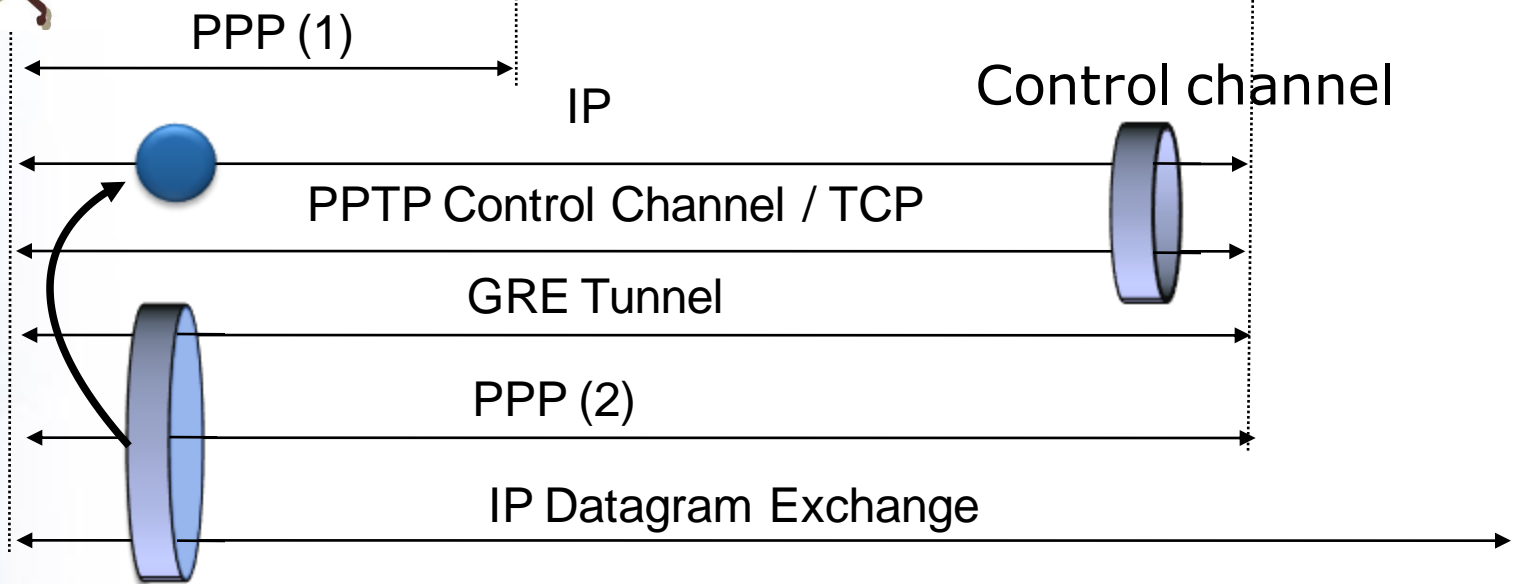 PPP (1)
Control channel
IP
PPTP Control Channel / TCP
GRE Tunnel
PPP (2)
IP Datagram Exchange